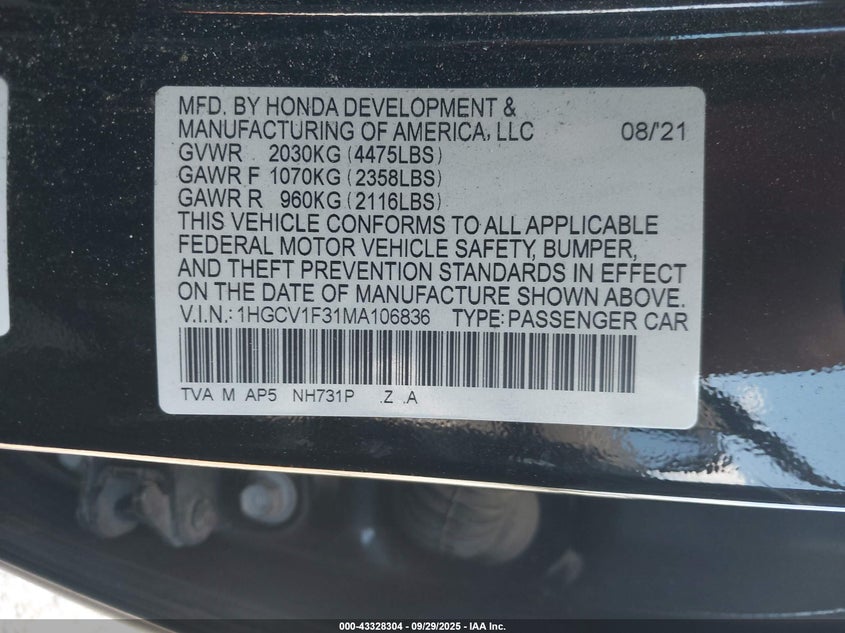 MFD. BY HONDA DEVELOPMENT &
MANUFACTURING OF AMERICA, LLC 08/'21
GVWR 2030KG (4475LBS)
GAWR F 1070KG (2358LBS)
GAWR R 960KG (2116LBS)
THIS VEHICLE CONFORMS TO ALL APPLICABLE
FEDERAL MOTOR VEHICLE SAFETY, BUMPER,
AND THEFT PREVENTION STANDARDS IN EFFECT
ON THE DATE OF MANUFACTURE SHOWN ABOVE.
V.I.N.: 1HGCV1F31MA106836 TYPE: PASSENGER CAR
TVA M AP5 NH731P .Z .A
000-43328304 | 09/29/2025 - IAA Inc.